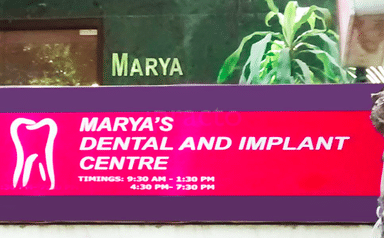 MARYA
MARYA'S
DENTAL AND IMPLANT
CENTRE
TIMINGS: 9:30 AM - 1:30 PM
4:30 PM- 7:30 PM